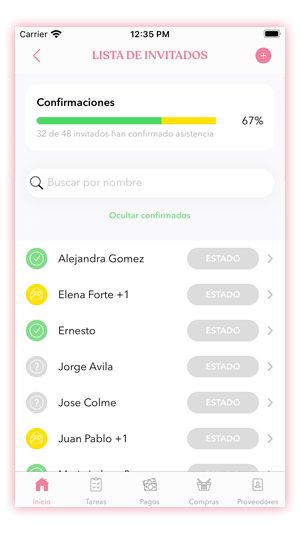 Carrier 12:35 PM
LISTA DE INVITADOS
Confirmaciones
67%
32 de 48 invitados han confirmado asistencia
Buscar por nombre
Ocultar confirmados
Alejandra Gomez ESTADO
Elena Forte +1 ESTADO
Ernesto ESTADO
Jorge Avila ESTADO
Jose Colme ESTADO
Juan Pablo +1 ESTADO
Inicio Tareas Pagos Compras Proveedores